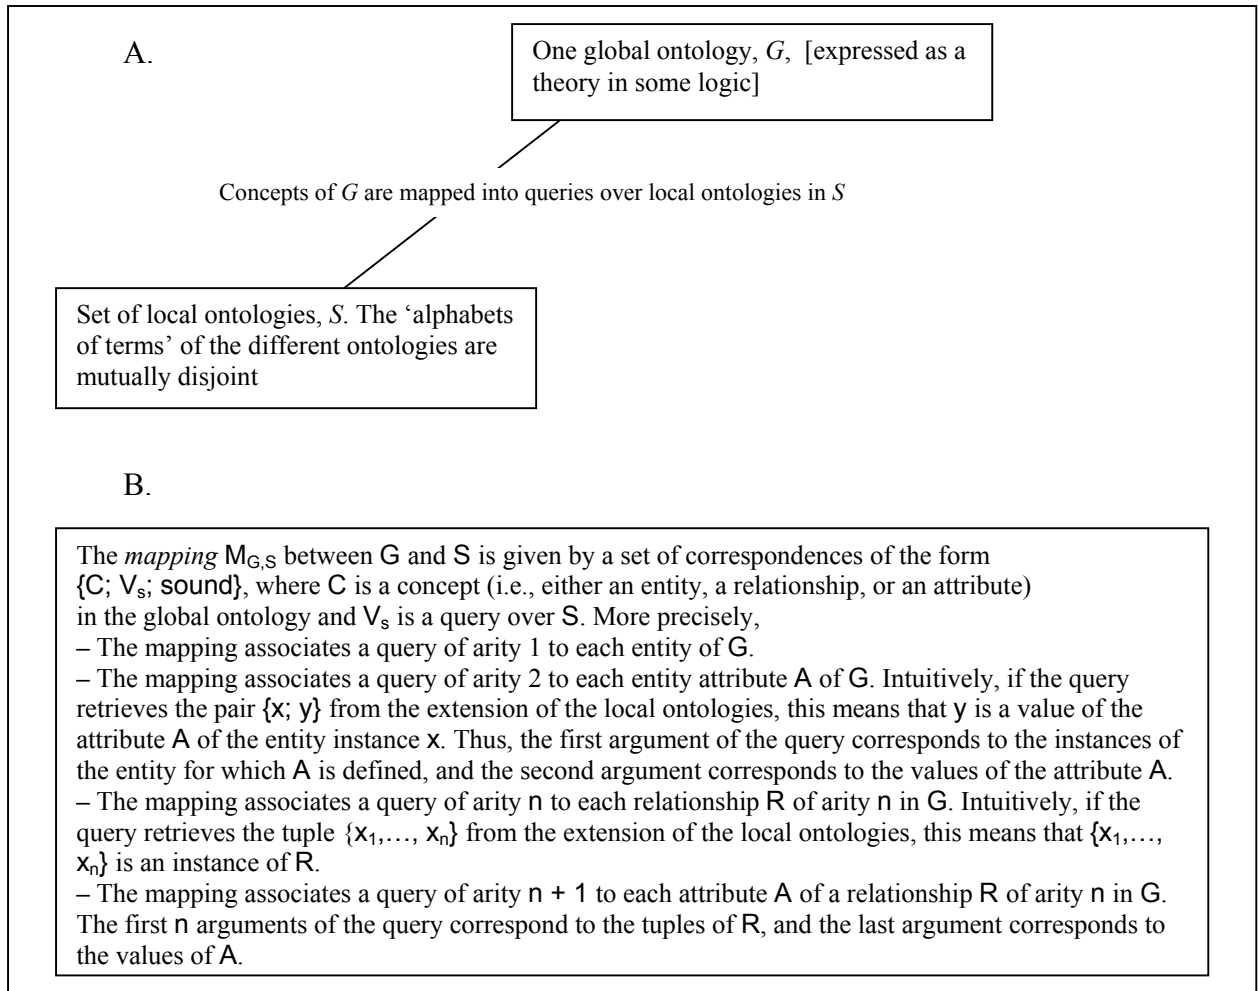 A.
One global ontology, G, [expressed as a
theory in some logic]
Concepts of G are mapped into queries over local ontologies in S
Set of local ontologies, S. The ‘alphabets
of terms’ of the different ontologies are
mutually disjoint
B.
The mapping M_G,S between G and S is given by a set of correspondences of the form
{C; V_s; sound}, where C is a concept (i.e., either an entity, a relationship, or an attribute)
in the global ontology and V_s is a query over S. More precisely,
– The mapping associates a query of arity 1 to each entity of G.
– The mapping associates a query of arity 2 to each entity attribute A of G. Intuitively, if the query
retrieves the pair {x; y} from the extension of the local ontologies, this means that y is a value of the
attribute A of the entity instance x. Thus, the first argument of the query corresponds to the instances of
the entity for which A is defined, and the second argument corresponds to the values of the attribute A.
– The mapping associates a query of arity n to each relationship R of arity n in G. Intuitively, if the
query retrieves the tuple {x₁,…, xₙ} from the extension of the local ontologies, this means that {x₁,…,
xₙ} is an instance of R.
– The mapping associates a query of arity n + 1 to each attribute A of a relationship R of arity n in G.
The first n arguments of the query correspond to the tuples of R, and the last argument corresponds to
the values of A.